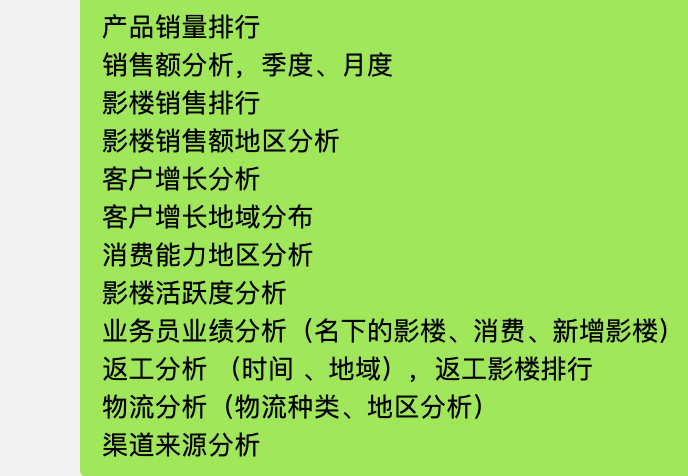 产品销量排行
销售额分析，季度、月度
影楼销售排行
影楼销售额地区分析
客户增长分析
客户增长地域分布
消费能力地区分析
影楼活跃度分析
业务员业绩分析（名下的影楼、消费、新增影楼）
返工分析 （时间 、地域），返工影楼排行
物流分析（物流种类、地区分析）
渠道来源分析